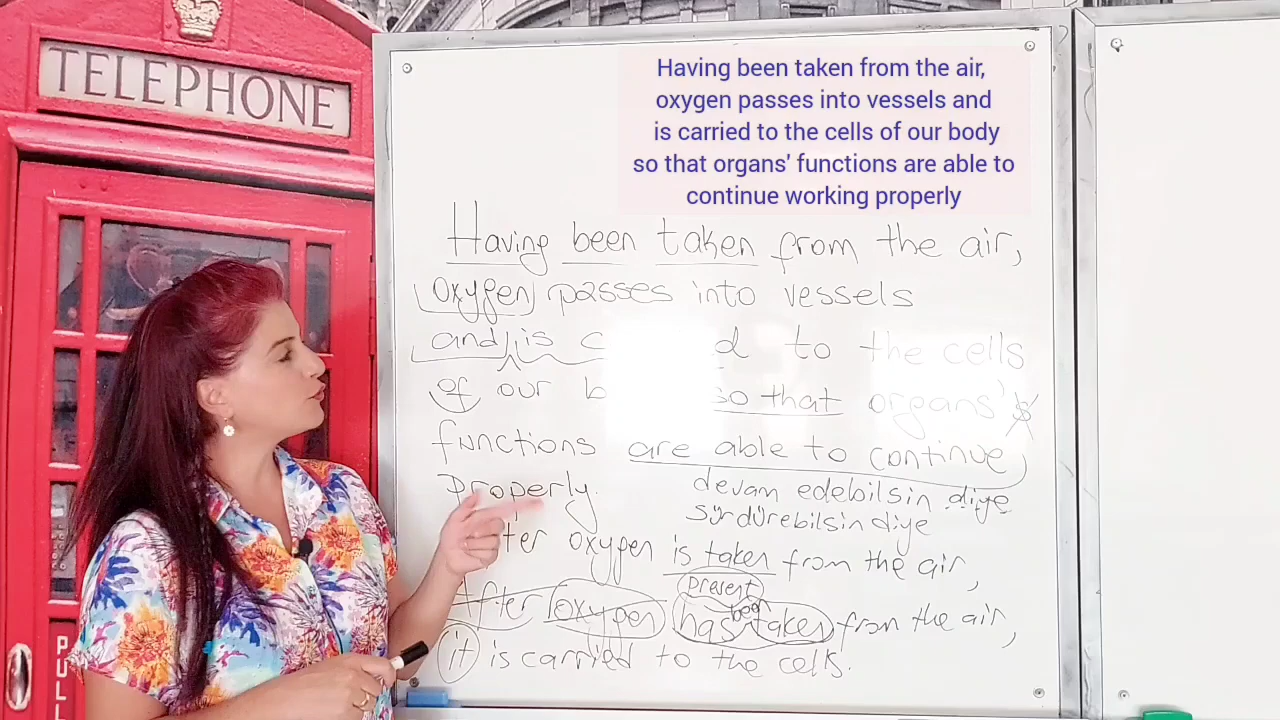 TELEPHONE
PULL
Having been taken from the air,
oxygen passes into vessels and
is carried to the cells of our body
so that organs' functions are able to
continue working properly
Having been taken from the air,
oxygen passes into vessels
and is to the cells
of our so that organs'
functions are able to continue
properly.
devam edebilsin diye
sürdürebilsin diye
oxygen is taken from the air,
present
After oxygen has been taken from the air,
it is carried to the cells.